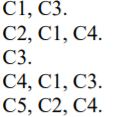 C1, C3.
C2, C1, C4.
C3.
C4, C1, C3.
C5, C2, C4.